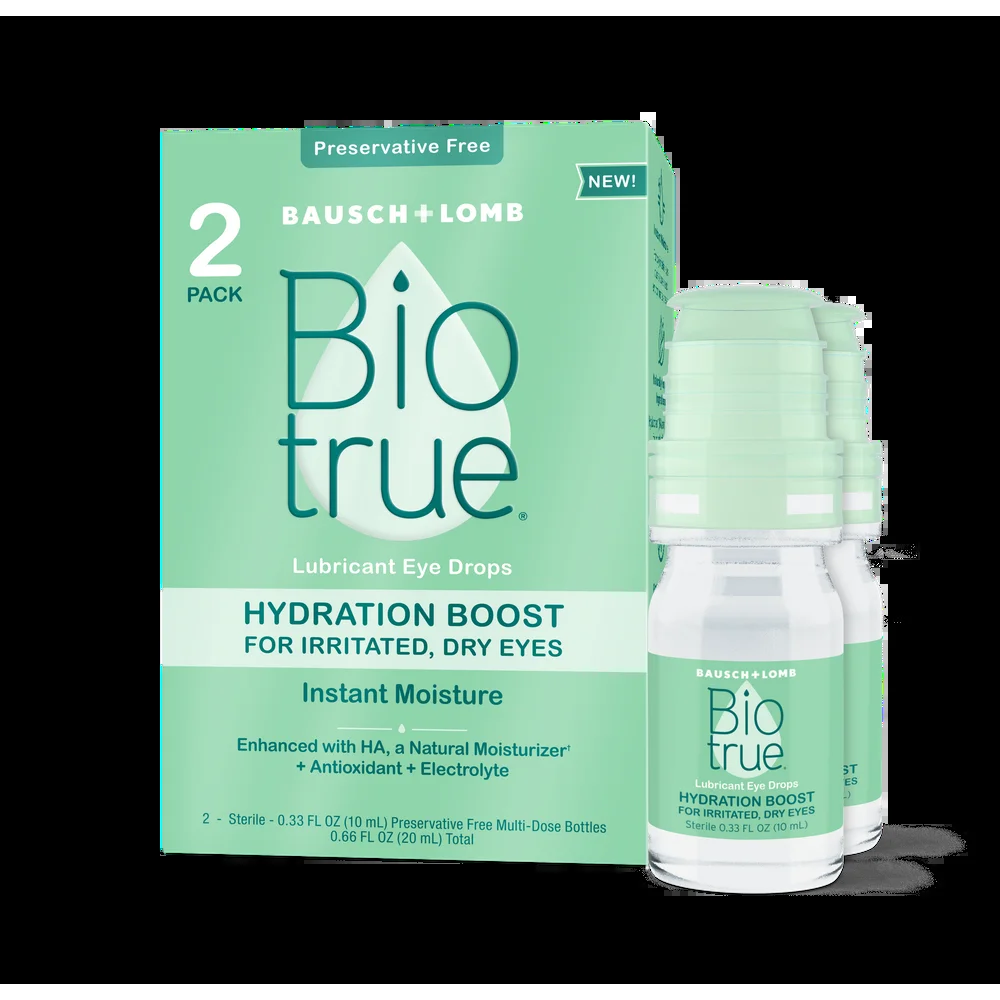 Preservative Free
NEW!
2
PACK
BAUSCH + LOMB
Bio
true®
Lubricant Eye Drops
HYDRATION BOOST
FOR IRRITATED, DRY EYES
Instant Moisture
Enhanced with HA, a Natural Moisturizer†
+ Antioxidant + Electrolyte
2 - Sterile - 0.33 FL OZ (10 mL) Preservative Free Multi-Dose Bottles
0.66 FL OZ (20 mL) Total
BAUSCH + LOMB
Bio
true®
Lubricant Eye Drops
HYDRATION BOOST
FOR IRRITATED, DRY EYES
Sterile 0.33 FL OZ (10 mL)